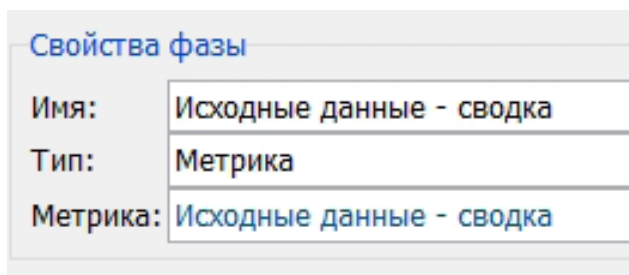 Свойства фазы
Имя: Исходные данные - сводка
Тип: Метрика
Метрика: Исходные данные - сводка